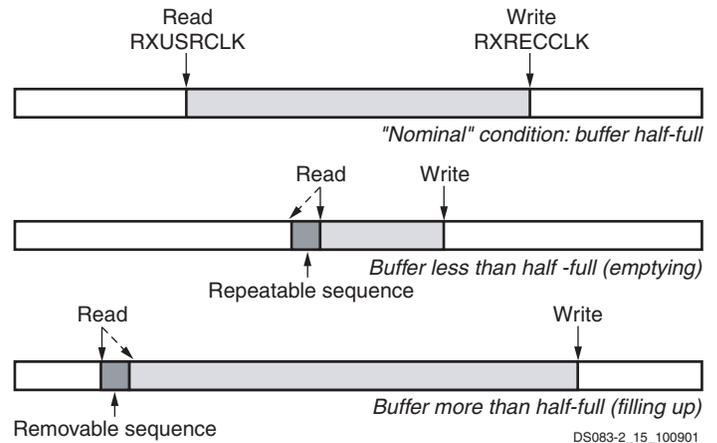 Read
RXUSRCLK
Write
RXRECCLK
"Nominal" condition: buffer half-full
Read
Write
Buffer less than half -full (emptying)
Repeatable sequence
Read
Write
Buffer more than half-full (filling up)
Removable sequence
DS083-2_15_100901